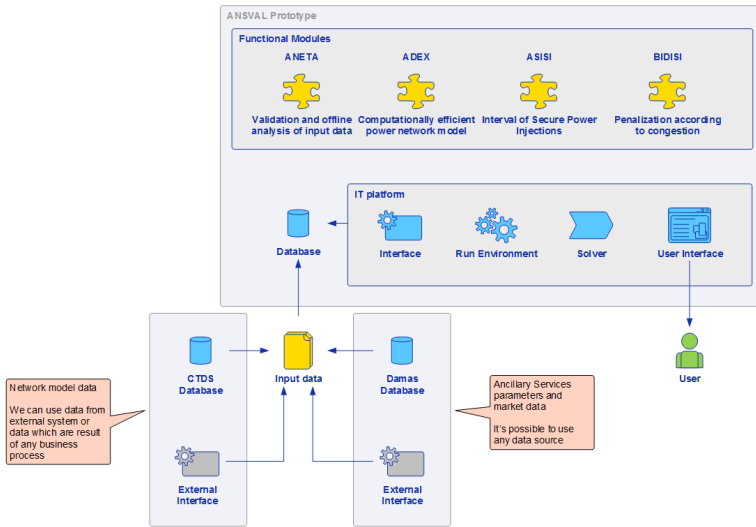 ANSVAL Prototype
Functional Modules
ANETA
ADEX
ASISI
BIDISI
Validation and offline
analysis of input data
Computationally efficient
power network model
Interval of Secure Power
Injections
Penalization according
to congestion
IT platform
Database
Interface
Run Environment
Solver
User Interface
CTDS
Database
Input data
Damas
Database
User
Network model data
We can use data from
external system or
data which are result
of any business
process
Ancillary Services
parameters and
market data
It's possible to use
any data source
External
Interface
External
Interface